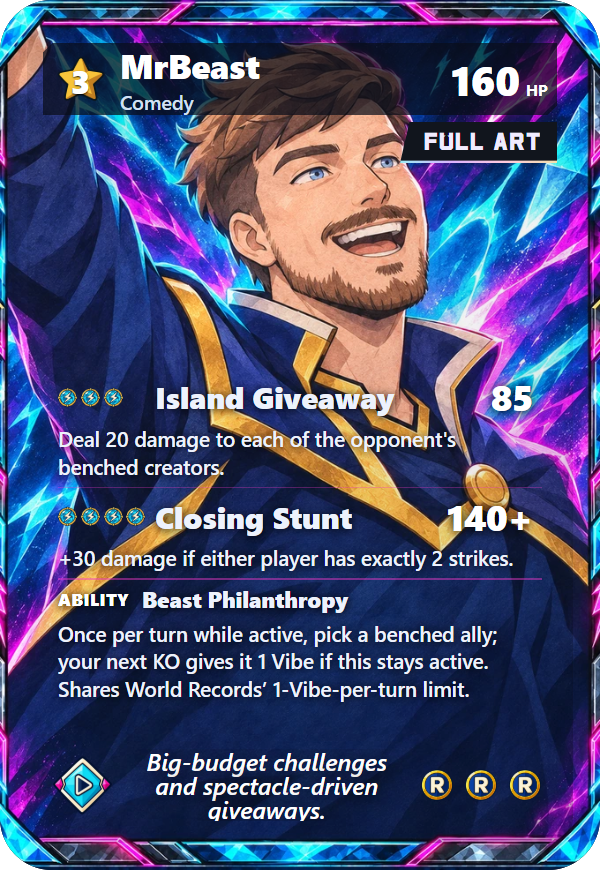 3
MrBeast
Comedy
160 HP
FULL ART
Island Giveaway 85
Deal 20 damage to each of the opponent's
benched creators.
Closing Stunt 140+
+30 damage if either player has exactly 2 strikes.
ABILITY Beast Philanthropy
Once per turn while active, pick a benched ally;
your next KO gives it 1 Vibe if this stays active.
Shares World Records’ 1-Vibe-per-turn limit.
Big-budget challenges
and spectacle-driven
giveaways.
R R R